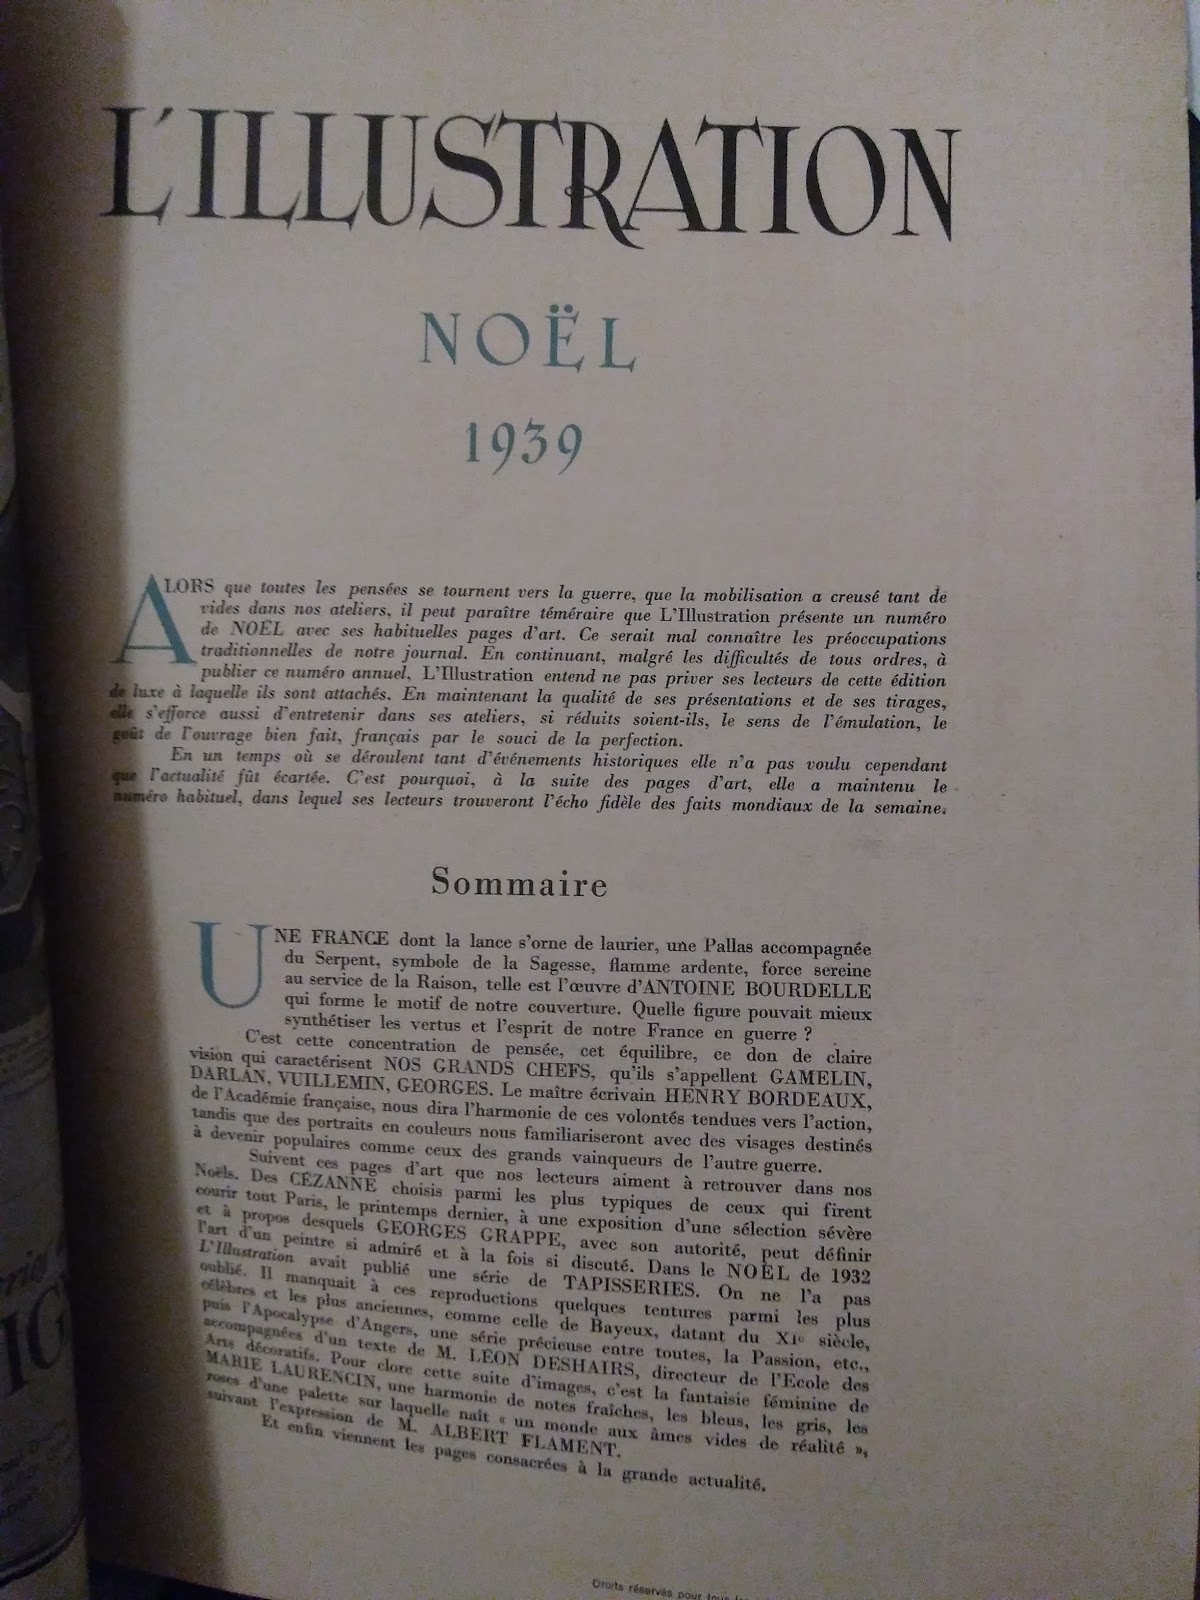 L'ILLUSTRATION
NOËL
1939
ALORS que toutes les pensées se tournent vers la guerre, que la mobilisation a creusé tant de
vides dans nos ateliers, il peut paraître téméraire que L'Illustration présente un numéro
de NOËL avec ses habituelles pages d'art. Ce serait mal connaître les préoccupations
traditionnelles de notre journal. En continuant, malgré les difficultés de tous ordres, à
publier ce numéro annuel, L'Illustration entend ne pas priver ses lecteurs de cette édition
de luxe à laquelle ils sont attachés. En maintenant la qualité de ses présentations et de ses tirages,
elle s'efforce aussi d'entretenir dans ses ateliers, si réduits soient-ils, le sens de l'émulation, le
goût de l'ouvrage bien fait, français par le souci de la perfection.
En un temps où se déroulent tant d'événements historiques elle n'a pas voulu cependant
que l'actualité fût écartée. C'est pourquoi, à la suite des pages d'art, elle a maintenu le
numéro habituel, dans lequel ses lecteurs trouveront l'écho fidèle des faits mondiaux de la semaine.
Sommaire
UNE FRANCE dont la lance s'orne de laurier, une Pallas accompagnée
du Serpent, symbole de la Sagesse, flamme ardente, force sereine
au service de la Raison, telle est l'œuvre d'ANTOINE BOURDELLE
qui forme le motif de notre couverture. Quelle figure pouvait mieux
synthétiser les vertus et l'esprit de notre France en guerre ?
C'est cette concentration de pensée, cet équilibre, ce don de claire
vision qui caractérisent NOS GRANDS CHEFS, qu'ils s'appellent GAMELIN,
DARLAN, VUILLEMIN, GEORGES. Le maître écrivain HENRY BORDEAUX,
de l'Académie française, nous dira l'harmonie de ces volontés tendues vers l'action,
tandis que des portraits en couleurs nous familiariseront avec des visages destinés
à devenir populaires comme ceux des grands vainqueurs de l'autre guerre.
Suivent ces pages d'art que nos lecteurs aiment à retrouver dans nos
Noëls. Des CÉZANNE choisis parmi les plus typiques de ceux qui firent
courir tout Paris, le printemps dernier, à une exposition d'une sélection sévère
et à propos desquels GEORGES GRAPPE, avec son autorité, peut définir
l'art d'un peintre si admiré et à la fois si discuté. Dans le NOËL de 1932
L'Illustration avait publié une série de TAPISSERIES. On ne l'a pas
oublié. Il manquait à ces reproductions quelques tentures parmi les plus
célèbres et les plus anciennes, comme celle de Bayeux, datant du XIe siècle,
puis l'Apocalypse d'Angers, une série précieuse entre toutes, la Passion, etc.,
accompagnées d'un texte de M. LÉON DESHAIRS, directeur de l'Ecole des
Arts décoratifs. Pour clore cette suite d'images, c'est la fantaisie féminine de
MARIE LAURENCIN, une harmonie de notes fraîches, les bleus, les gris, les
roses d'une palette sur laquelle naît « un monde aux âmes vides de réalité »,
suivant l'expression de M. ALBERT FLAMENT.
Et enfin viennent les pages consacrées à la grande actualité.
Droits réservés pour tous